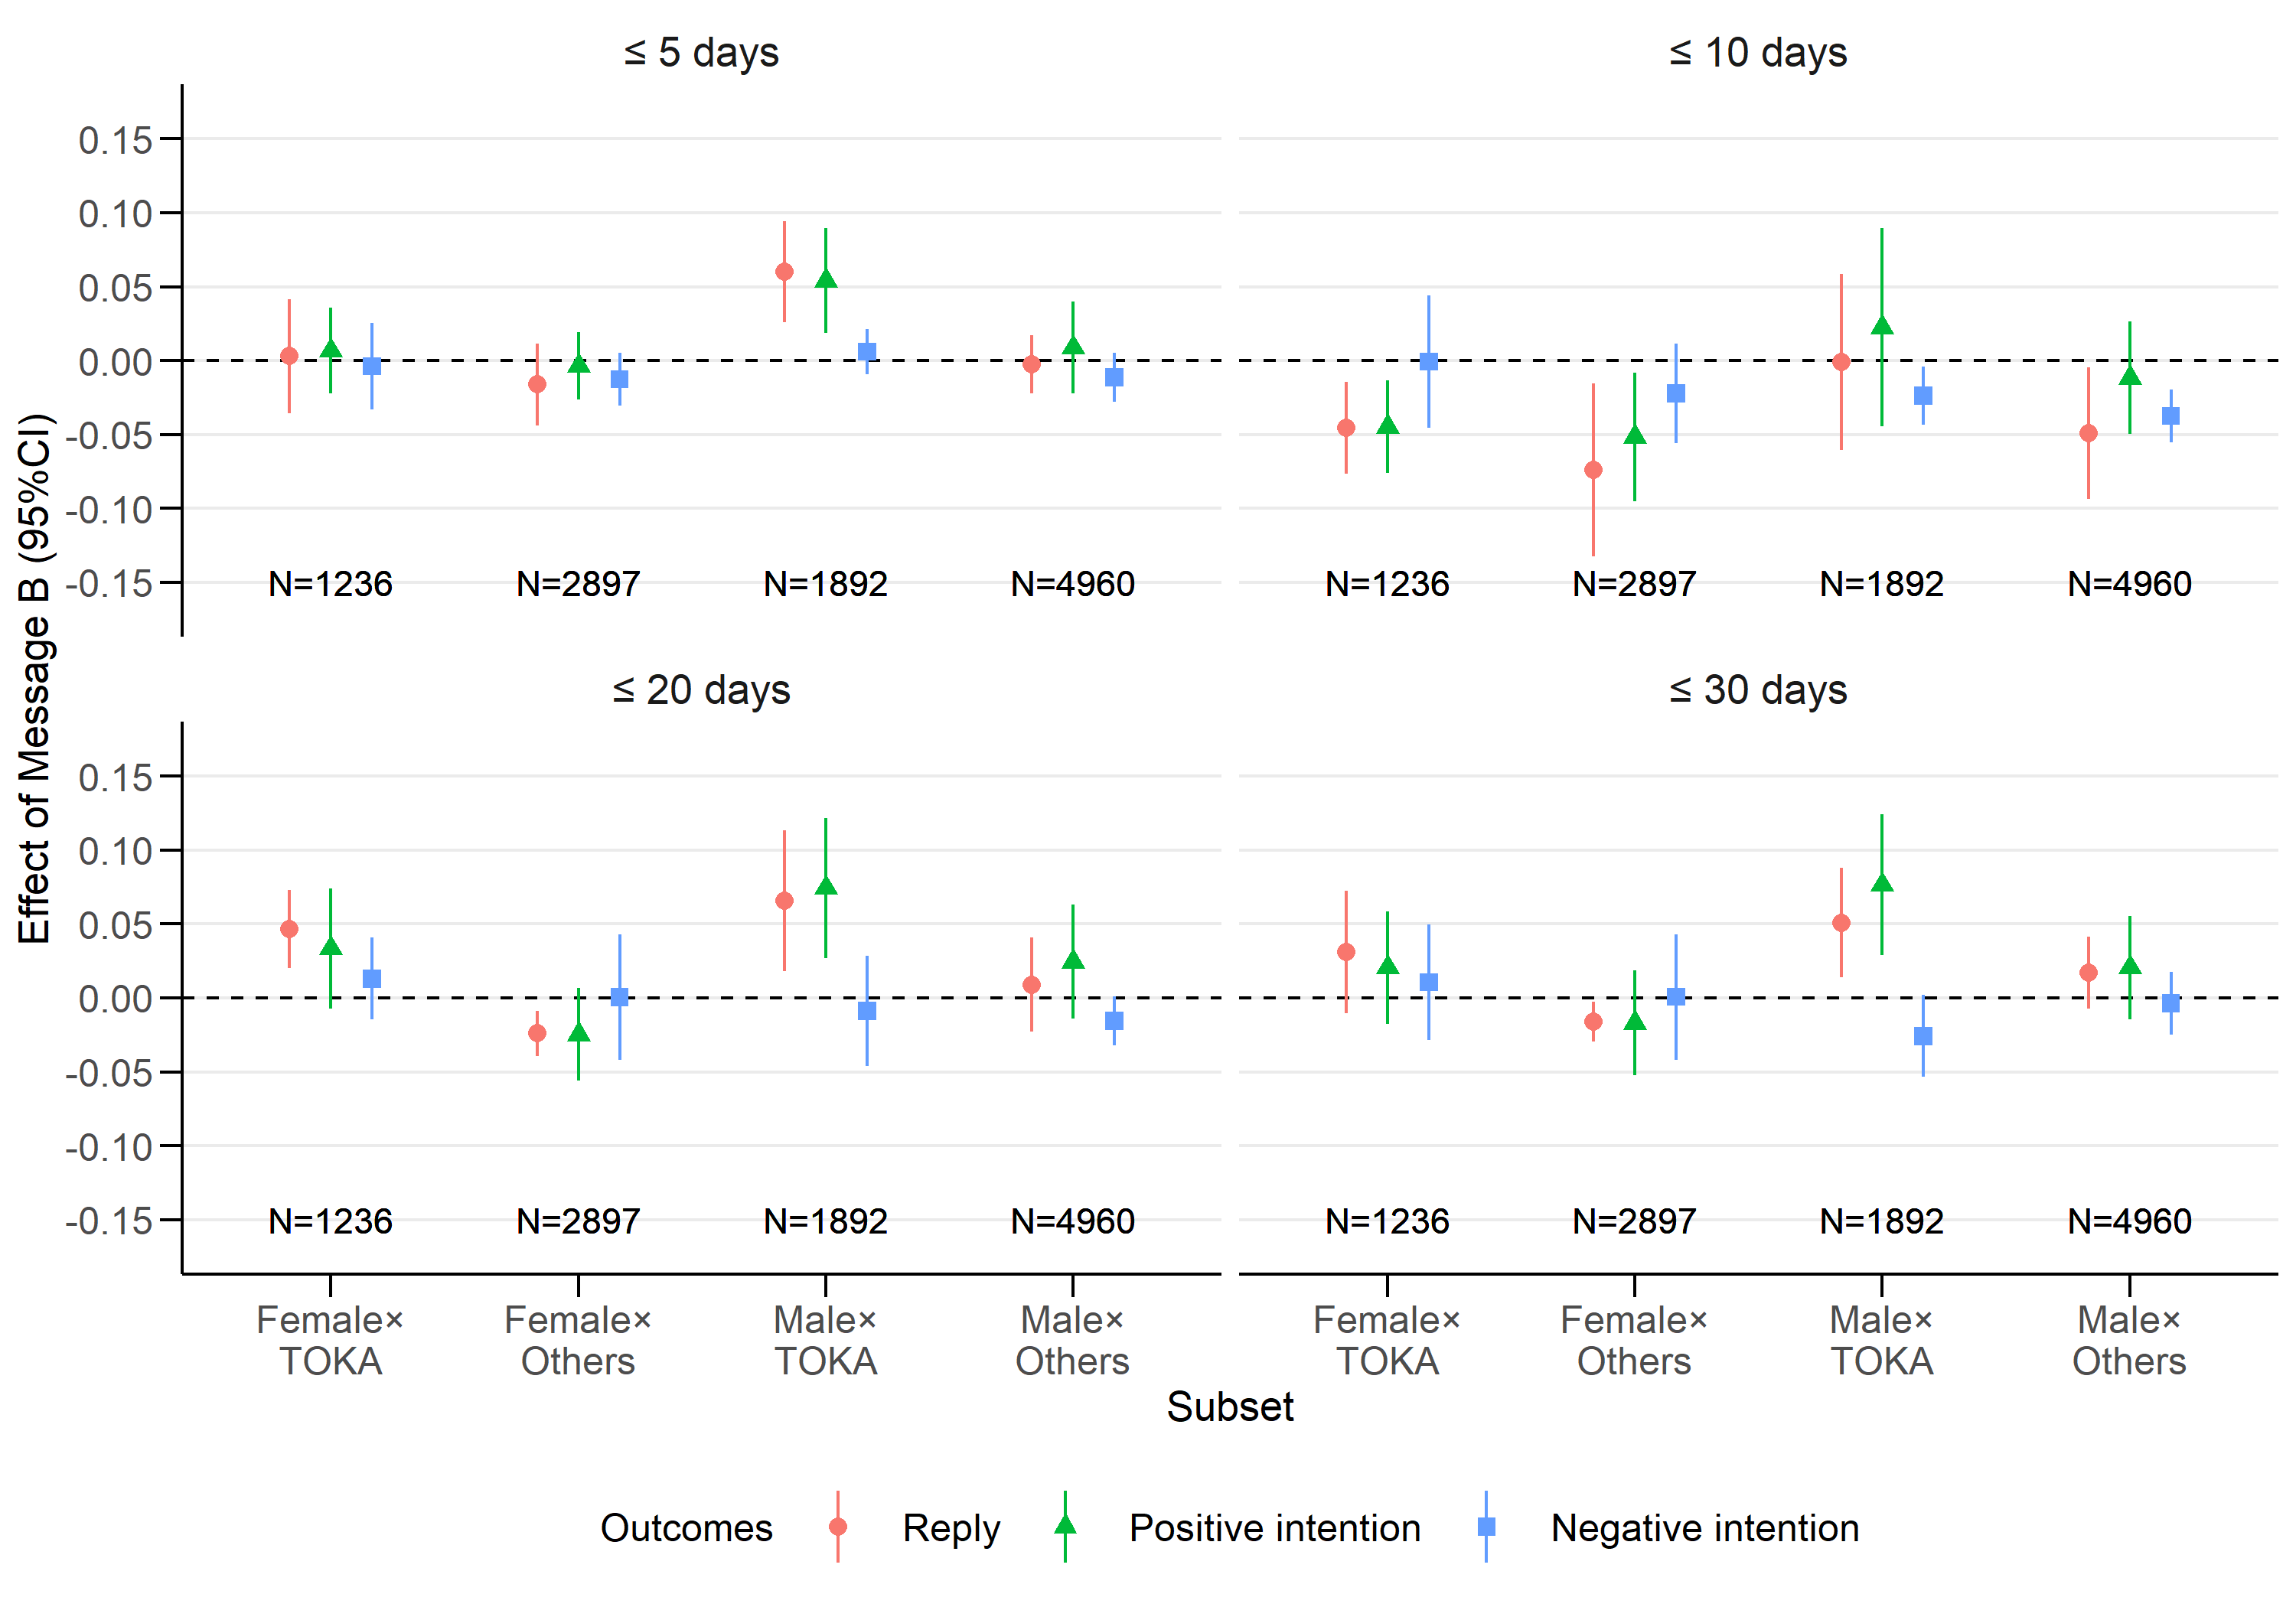 ≤ 5 days
≤ 10 days
0.15
0.10
0.05
0.00
-0.05
-0.10
-0.15
N=1236 N=2897 N=1892 N=4960
N=1236 N=2897 N=1892 N=4960
Effect of Message B (95%CI)
≤ 20 days
≤ 30 days
0.15
0.10
0.05
0.00
-0.05
-0.10
-0.15
N=1236 N=2897 N=1892 N=4960
N=1236 N=2897 N=1892 N=4960
Female× Female× Male× Male×
TOKA Others TOKA Others
Female× Female× Male× Male×
TOKA Others TOKA Others
Subset
Outcomes Reply Positive intention Negative intention